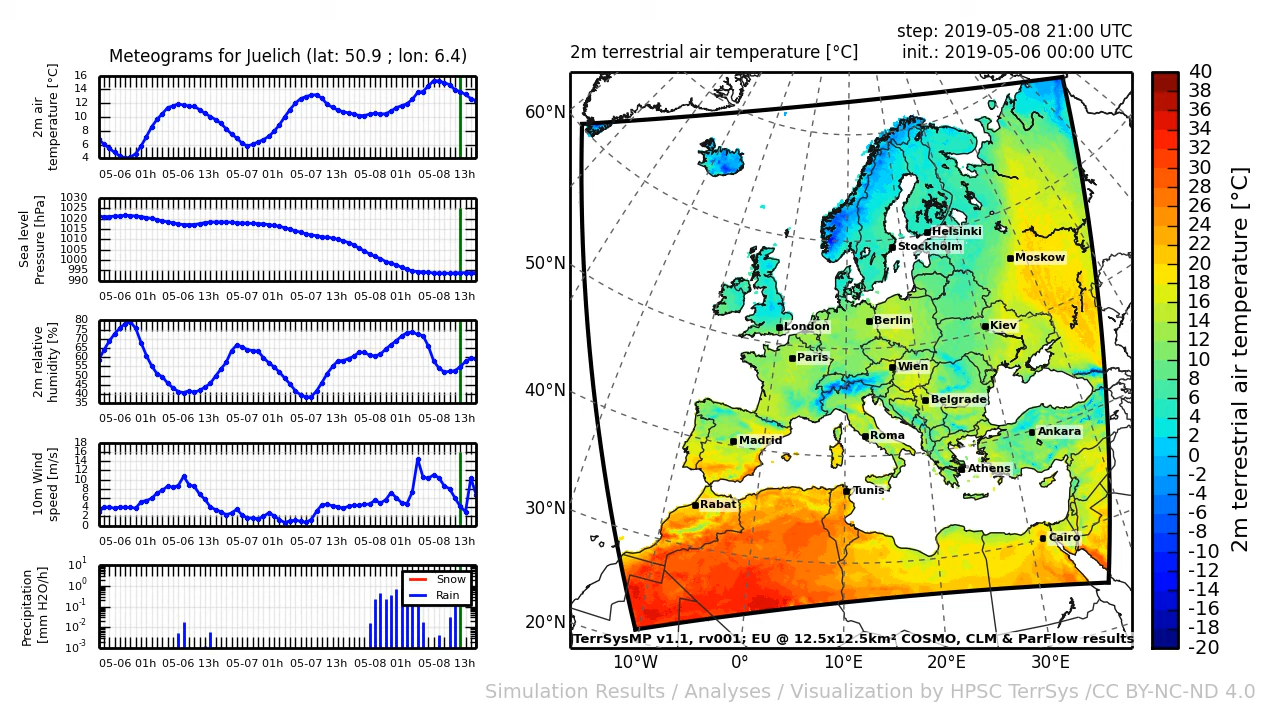 step: 2019-05-08 21:00 UTC
Meteograms for Juelich (lat: 50.9 ; lon: 6.4)
2m terrestrial air temperature [°C]
init.: 2019-05-06 00:00 UTC
2m air
temperature [°C]
16
14
12
10
8
6
4
05-06 01h 05-06 13h 05-07 01h 05-07 13h 05-08 01h 05-08 13h
Sea level
Pressure [hPa]
1030
1025
1020
1015
1010
1005
1000
995
990
05-06 01h 05-06 13h 05-07 01h 05-07 13h 05-08 01h 05-08 13h
2m relative
humidity [%]
80
75
70
65
60
55
50
45
40
35
05-06 01h 05-06 13h 05-07 01h 05-07 13h 05-08 01h 05-08 13h
10m Wind
speed [m/s]
18
16
14
12
10
8
6
4
2
0
05-06 01h 05-06 13h 05-07 01h 05-07 13h 05-08 01h 05-08 13h
Precipitation
[mm H2O/h]
10^1
10^0
10^-1
10^-2
10^-3
Snow
Rain
05-06 01h 05-06 13h 05-07 01h 05-07 13h 05-08 01h 05-08 13h
60°N
50°N
40°N
30°N
20°N
Helsinki
Stockholm
Moskow
London
Berlin
Kiev
Paris
Wien
Belgrade
Madrid
Roma
Ankara
Athens
Tunis
Rabat
Cairo
TerrSysMP v1.1, rv001; EU @ 12.5x12.5km² COSMO, CLM & ParFlow results
10°W 0° 10°E 20°E 30°E
40
38
36
34
32
30
28
26
24
22
20
18
16
14
12
10
8
6
4
2
0
-2
-4
-6
-8
-10
-12
-14
-16
-18
-20
2m terrestrial air temperature [°C]
Simulation Results / Analyses / Visualization by HPSC TerrSys /CC BY-NC-ND 4.0